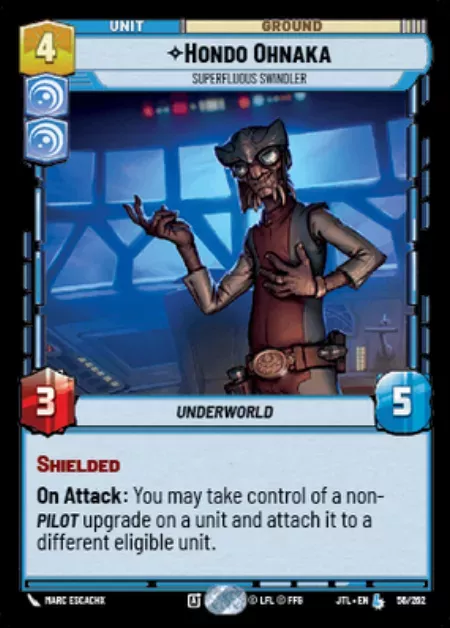 UNIT GROUND
4
HONDO OHNAKA
SUPERFLUOUS SWINDLER
3
UNDERWORLD
5
SHIELDED
On Attack: You may take control of a non-
PILOT upgrade on a unit and attach it to a
different eligible unit.
MARC ESCACHX A © LFL © FFG JTL • EN 56/262